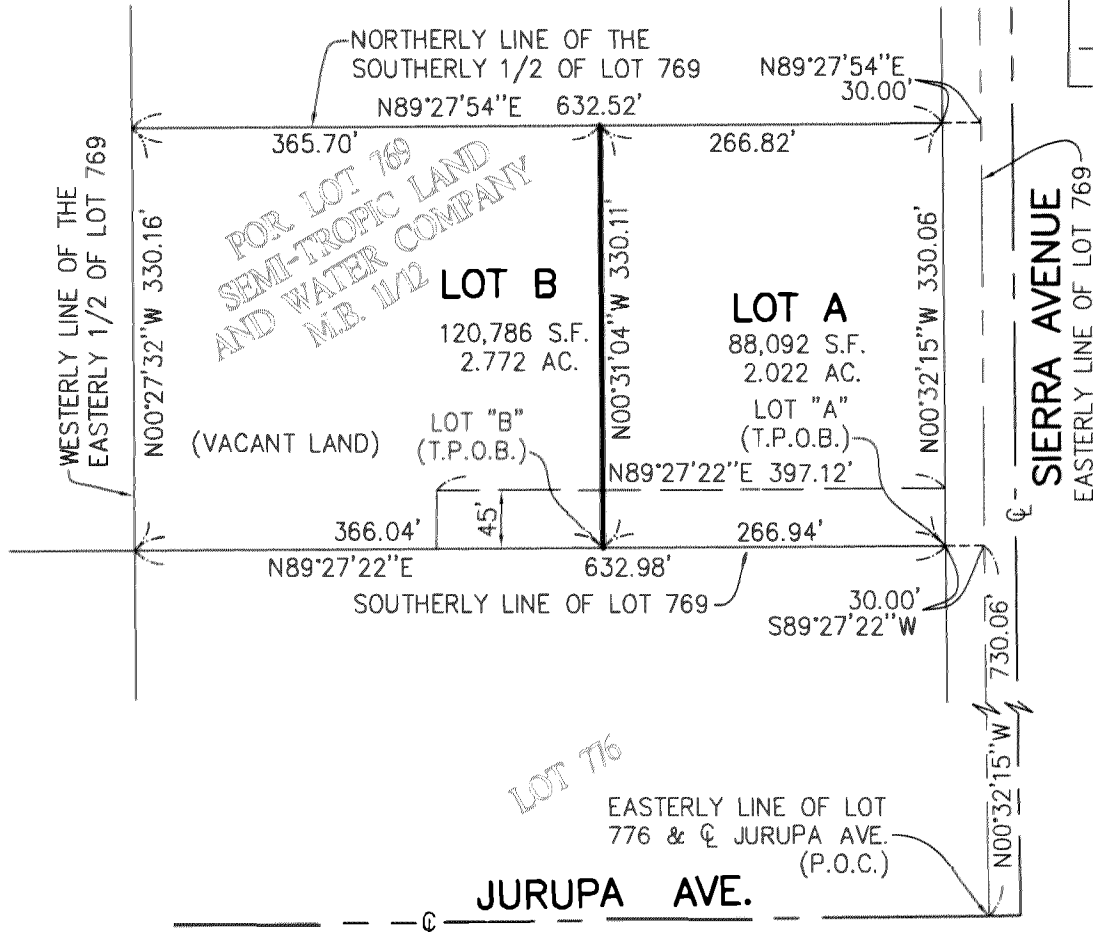 NORTHERLY LINE OF THE
SOUTHERLY 1/2 OF LOT 769
N89°27'54"E
30.00'
N89°27'54"E 632.52'
365.70'
266.82'
WESTERLY LINE OF THE
EASTERLY 1/2 OF LOT 769
N00°27'32"W 330.16'
POR. LOT 769
SEMI-TROPIC LAND
AND WATER COMPANY
M.B. 11/12
LOT B
120,786 S.F.
2.772 AC.
N00°31'04"W 330.11'
LOT A
88,092 S.F.
2.022 AC.
LOT "A"
(T.P.O.B.)
N00°32'15"W 330.06'
SIERRA AVENUE
EASTERLY LINE OF LOT 769
℄
(VACANT LAND)
LOT "B"
(T.P.O.B.)
N89°27'22"E 397.12'
45'
366.04'
266.94'
N89°27'22"E 632.98'
SOUTHERLY LINE OF LOT 769
30.00'
S89°27'22"W
N00°32'15"W 730.06'
LOT 776
EASTERLY LINE OF LOT
776 & ℄ JURUPA AVE.
(P.O.C.)
JURUPA AVE.
℄